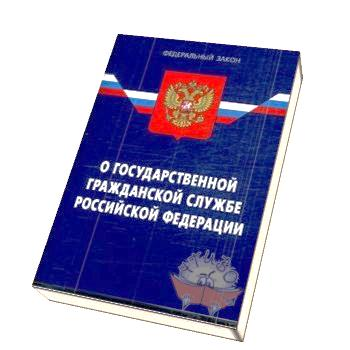 ФЕДЕРАЛЬНЫЙ ЗАКОН
О ГОСУДАРСТВЕННОЙ
ГРАЖДАНСКОЙ СЛУЖБЕ
РОССИЙСКОЙ ФЕДЕРАЦИИ